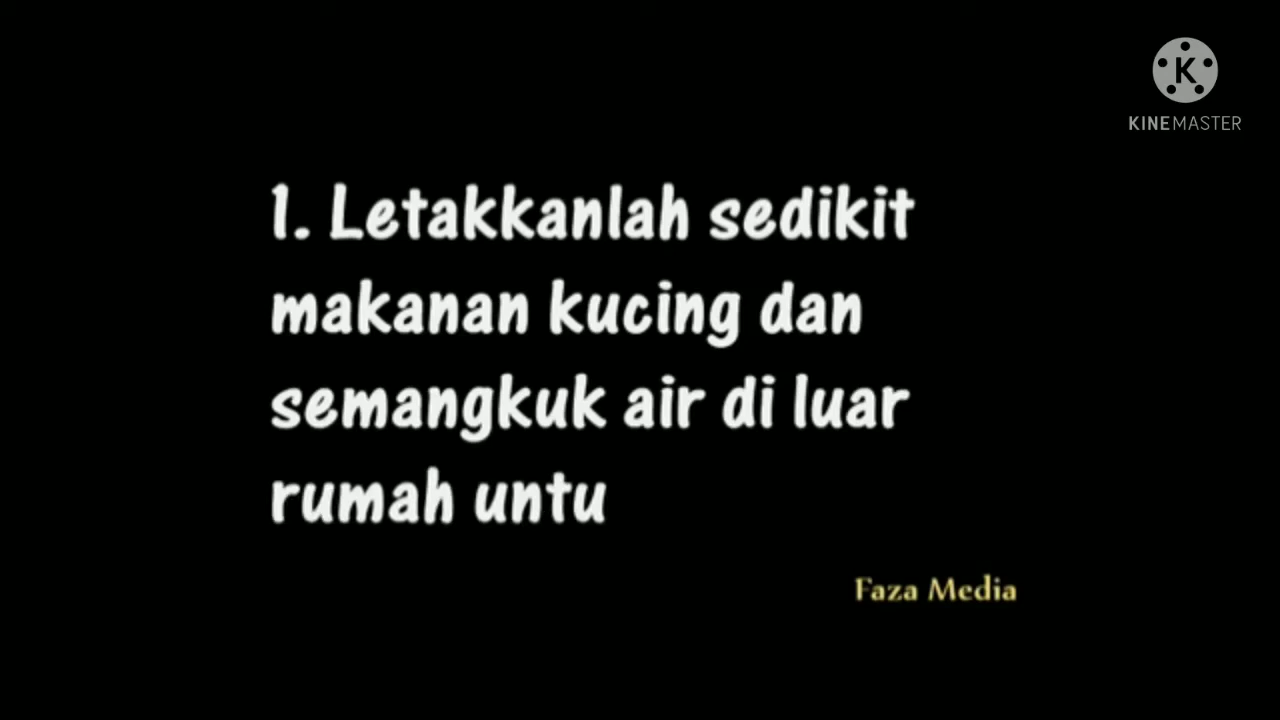 K
KINEMASTER
1. Letakkanlah sedikit
makanan kucing dan
semangkuk air di luar
rumah untu
Faza Media